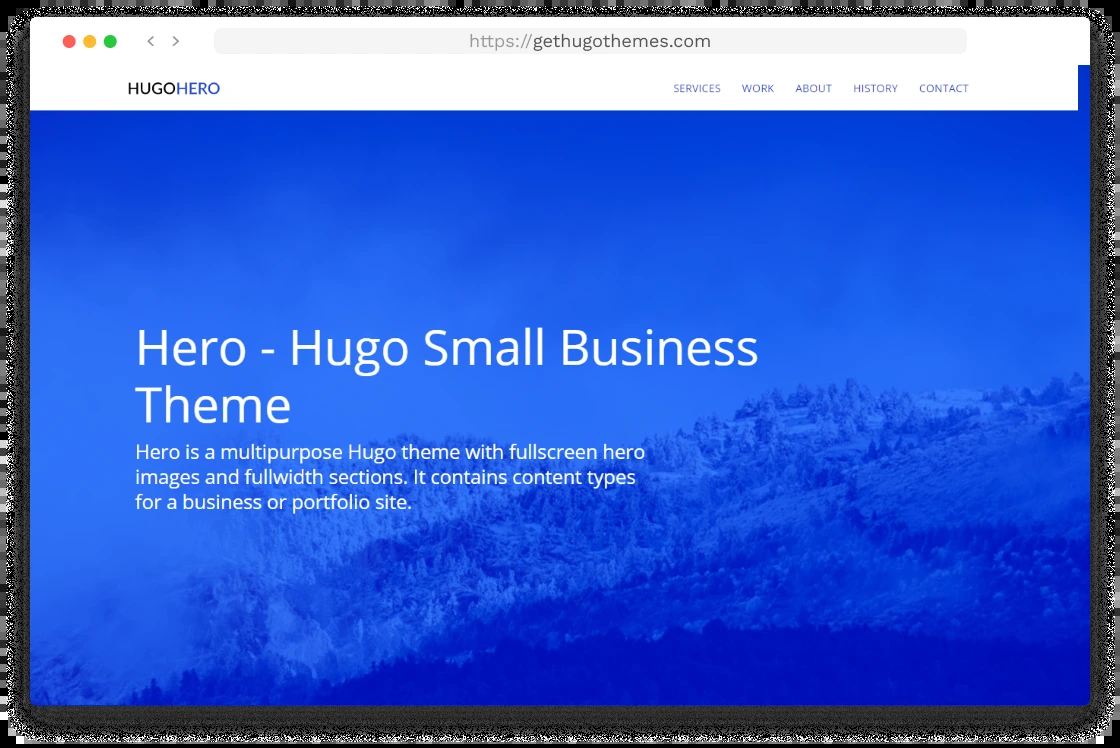 https://gethugothemes.com
HUGOHERO
SERVICES WORK ABOUT HISTORY CONTACT
Hero - Hugo Small Business
Theme
Hero is a multipurpose Hugo theme with fullscreen hero
images and fullwidth sections. It contains content types
for a business or portfolio site.